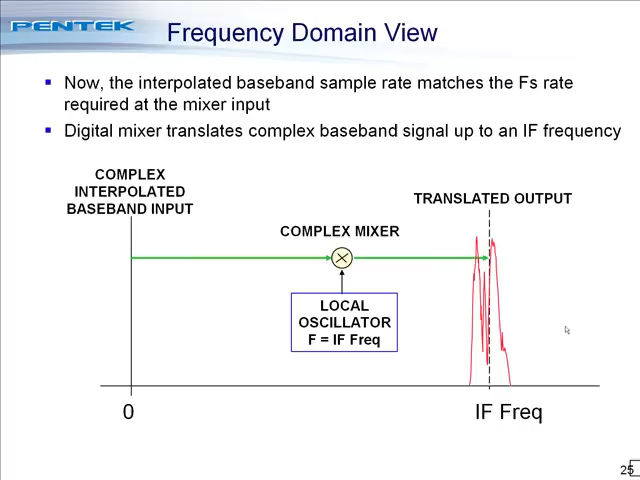 PENTEK
Frequency Domain View
Now, the interpolated baseband sample rate matches the Fs rate
required at the mixer input
Digital mixer translates complex baseband signal up to an IF frequency
COMPLEX
INTERPOLATED
BASEBAND INPUT
TRANSLATED OUTPUT
COMPLEX MIXER
LOCAL
OSCILLATOR
F = IF Freq
0
IF Freq
25